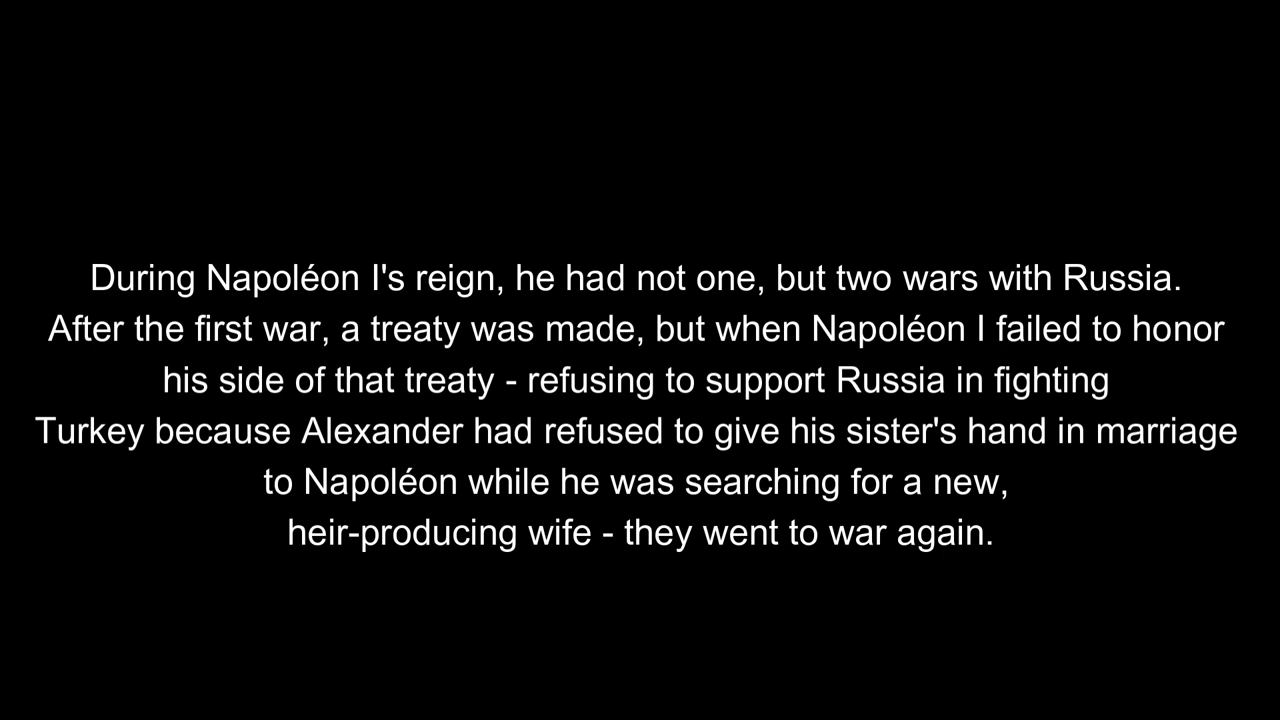 During Napoléon I's reign, he had not one, but two wars with Russia.
After the first war, a treaty was made, but when Napoléon I failed to honor
his side of that treaty - refusing to support Russia in fighting
Turkey because Alexander had refused to give his sister's hand in marriage
to Napoléon while he was searching for a new,
heir-producing wife - they went to war again.